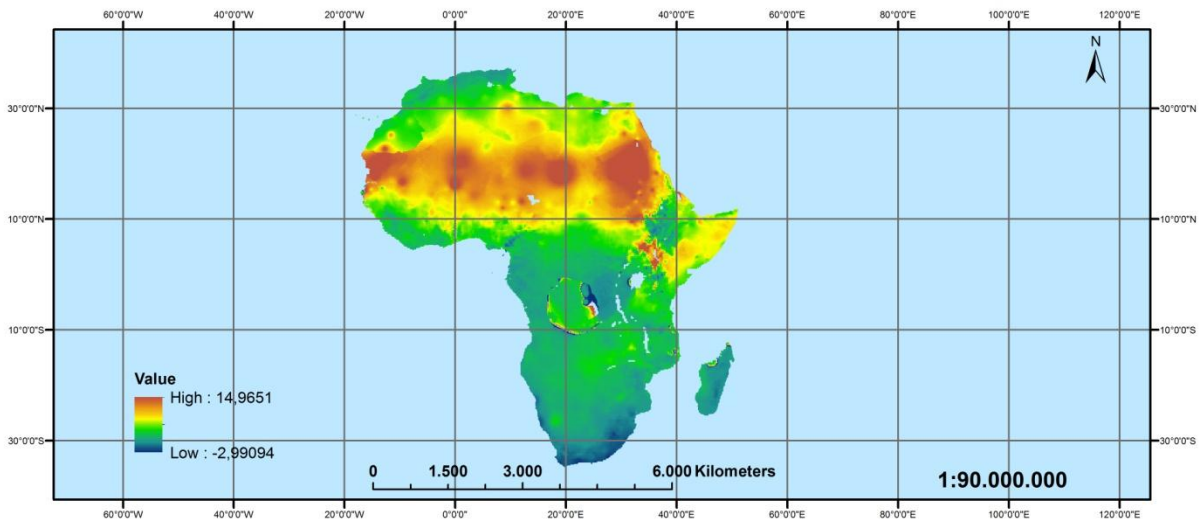 60°0'0"W 40°0'0"W 20°0'0"W 0°0'0" 20°0'0"E 40°0'0"E 60°0'0"E 80°0'0"E 100°0'0"E 120°0'0"E
N
30°0'0"N 30°0'0"N
10°0'0"N 10°0'0"N
10°0'0"S 10°0'0"S
Value
High : 14,9651
Low : -2,99094
30°0'0"S 30°0'0"S
0 1.500 3.000 6.000 Kilometers
1:90.000.000
60°0'0"W 40°0'0"W 20°0'0"W 0°0'0" 20°0'0"E 40°0'0"E 60°0'0"E 80°0'0"E 100°0'0"E 120°0'0"E